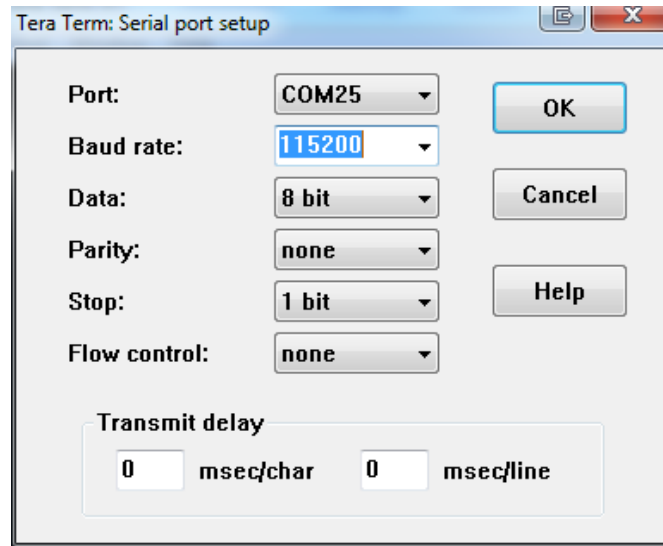 Tera Term: Serial port setup
Port: COM25
OK
Baud rate: 115200
Data: 8 bit
Cancel
Parity: none
Stop: 1 bit
Help
Flow control: none
Transmit delay
0 msec/char 0 msec/line